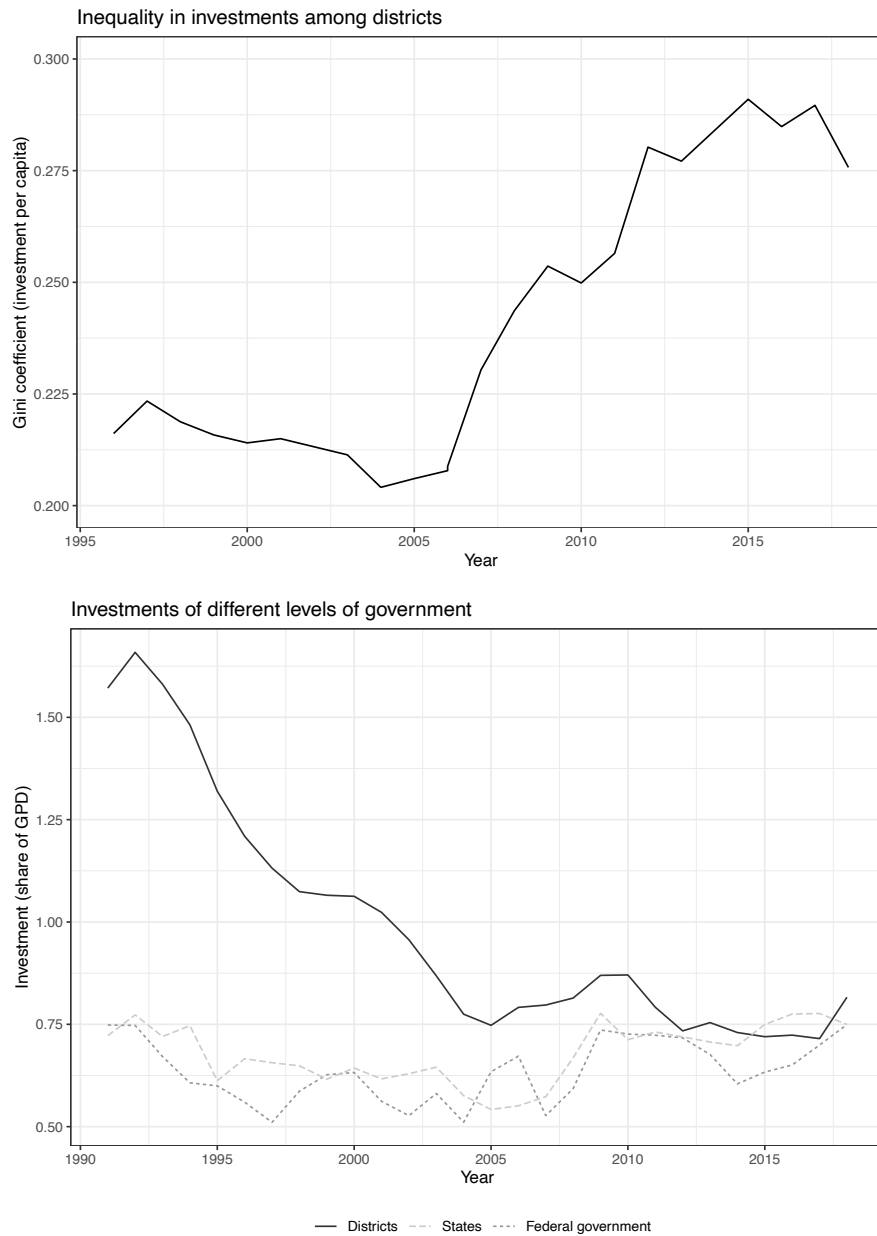 Inequality in investments among districts
0.300
0.275
0.250
0.225
0.200
Gini coefficient (investment per capita)
1995
2000
2005
2010
2015
Year
Investments of different levels of government
1.50
1.25
1.00
0.75
0.50
Investment (share of GPD)
1990
1995
2000
2005
2010
2015
Year
Districts
States
Federal government